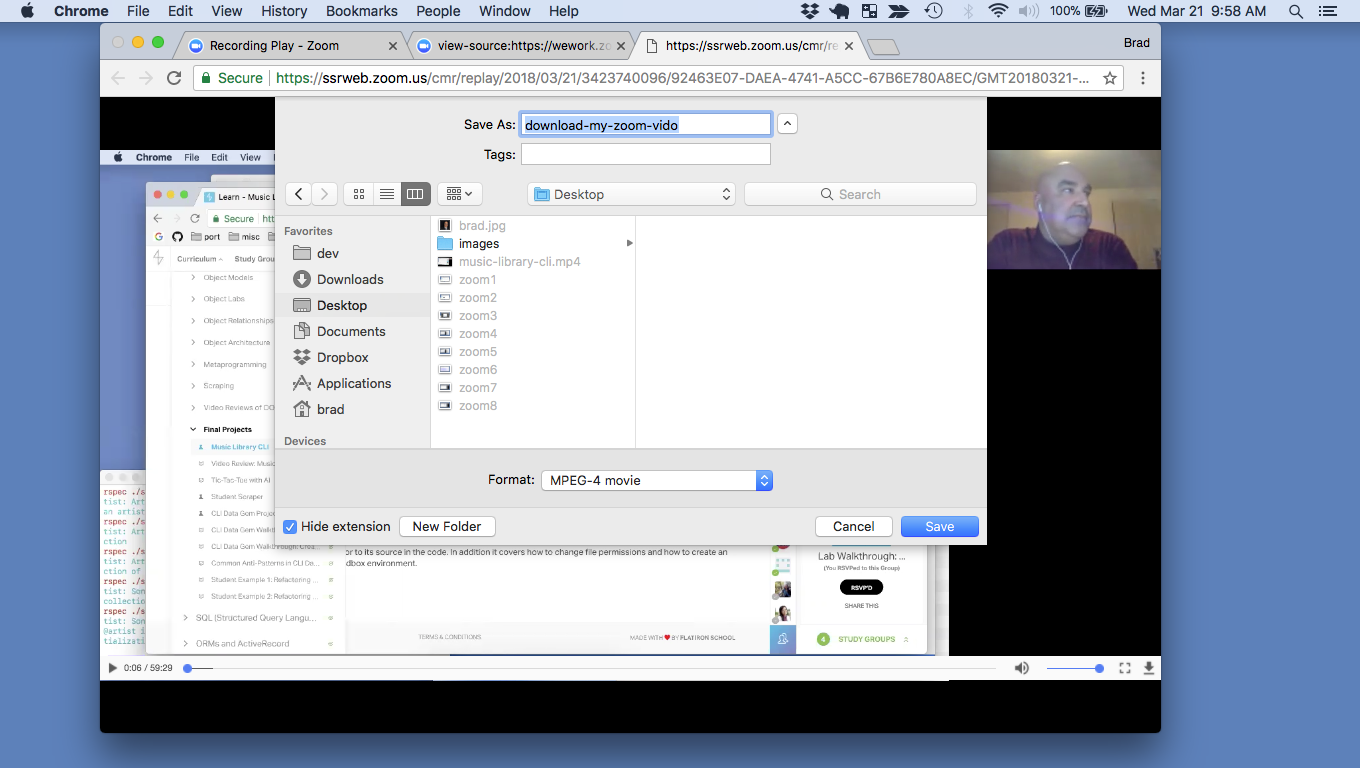 Chrome File Edit View History Bookmarks People Window Help 100% Wed Mar 21 9:58 AM
Recording Play - Zoom
view-source:https://wework.zo
https://ssrweb.zoom.us/cmr/re
Brad
Secure https://ssrweb.zoom.us/cmr/replay/2018/03/21/3423740096/92463E07-DAEA-4741-A5CC-67B6E780A8EC/GMT20180321-...
Save As: download-my-zoom-vido
Tags:
Desktop
Search
Favorites
dev
Downloads
Desktop
Documents
Dropbox
Applications
brad
Devices
brad.jpg
images
music-library-cli.mp4
zoom1
zoom2
zoom3
zoom4
zoom5
zoom6
zoom7
zoom8
Format: MPEG-4 movie
Hide extension
New Folder
Cancel
Save
Chrome File Edit View
Learn - Music L
Secure htt
port misc
Curriculum Study Grou
Object Models
Object Labs
Object Relationships
Object Architecture
Metaprogramming
Scraping
Video Reviews of OO
Final Projects
Music Library CLI
Video Review: Music
Tic-Tac-Tou with AI
Student Scraper
CLI Data Gem Projec
CLI Data Gem Walkth
CLI Data Gem Walkthrough: Crea...
Common Anti-Patterns in CLI Da...
Student Example 1: Refactoring ...
Student Example 2: Refactoring ...
SQL (Structured Query Langu...
ORMs and ActiveRecord
rspec ./s
tist: Art
an artist
rspec ./s
tist: Art
ction
rspec ./s
tist: Art
ction of
rspec ./s
tist: Son
collectio
rspec ./s
tist: Son
@artist i
tializati
or to its source in the code. In addition it covers how to change file permissions and how to create an
dbox environment.
Lab Walkthrough: ...
(You RSVPed to this Group)
RSVP'D
SHARE THIS
TERMS & CONDITIONS
MADE WITH ❤ BY FLATIRON SCHOOL
4 STUDY GROUPS
0:06 / 59:29